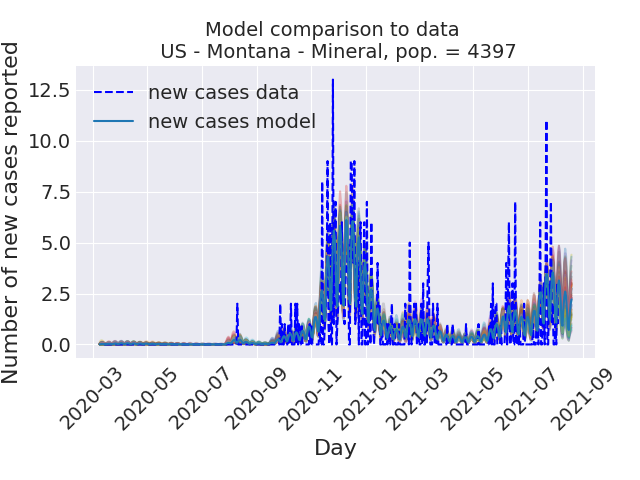 Model comparison to data
US - Montana - Mineral, pop. = 4397
Number of new cases reported
12.5
10.0
7.5
5.0
2.5
0.0
new cases data
new cases model
2020-03
2020-05
2020-07
2020-09
2020-11
2021-01
2021-03
2021-05
2021-07
2021-09
Day